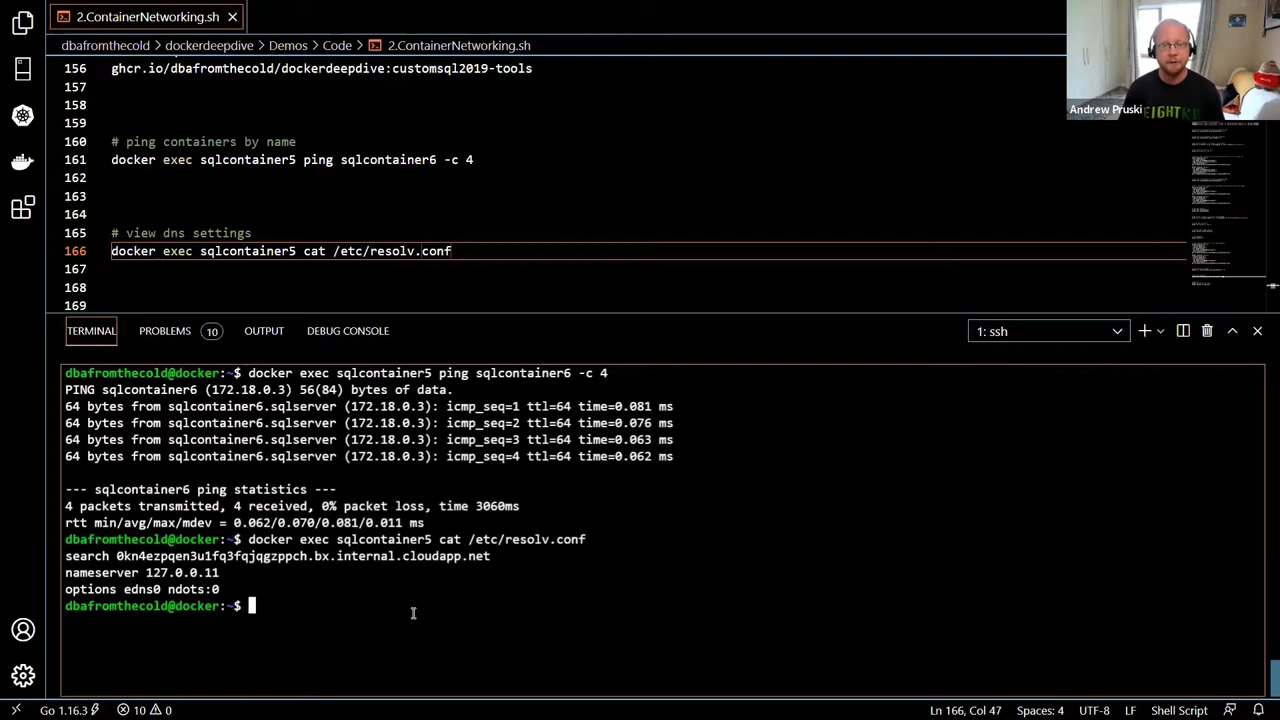 2.ContainerNetworking.sh
dbafromthecold > dockerdeepdive > Demos > Code > 2.ContainerNetworking.sh
156 ghcr.io/dbafromthecold/dockerdeepdive:customsql2019-tools
157
158
159
160 # ping containers by name
161 docker exec sqlcontainer5 ping sqlcontainer6 -c 4
162
163
164
165 # view dns settings
166 docker exec sqlcontainer5 cat /etc/resolv.conf
167
168
169
Andrew Pruski
TERMINAL PROBLEMS 10 OUTPUT DEBUG CONSOLE 1: ssh
dbafromthecold@docker:~$ docker exec sqlcontainer5 ping sqlcontainer6 -c 4
PING sqlcontainer6 (172.18.0.3) 56(84) bytes of data.
64 bytes from sqlcontainer6.sqlserver (172.18.0.3): icmp_seq=1 ttl=64 time=0.081 ms
64 bytes from sqlcontainer6.sqlserver (172.18.0.3): icmp_seq=2 ttl=64 time=0.076 ms
64 bytes from sqlcontainer6.sqlserver (172.18.0.3): icmp_seq=3 ttl=64 time=0.063 ms
64 bytes from sqlcontainer6.sqlserver (172.18.0.3): icmp_seq=4 ttl=64 time=0.062 ms
--- sqlcontainer6 ping statistics ---
4 packets transmitted, 4 received, 0% packet loss, time 3060ms
rtt min/avg/max/mdev = 0.062/0.070/0.081/0.011 ms
dbafromthecold@docker:~$ docker exec sqlcontainer5 cat /etc/resolv.conf
search 0kn4ezpqen3u1fq3fqjqgzppch.bx.internal.cloudapp.net
nameserver 127.0.0.11
options edns0 ndots:0
dbafromthecold@docker:~$
Go 1.16.3 10 0 Ln 166, Col 47 Spaces: 4 UTF-8 LF Shell Script